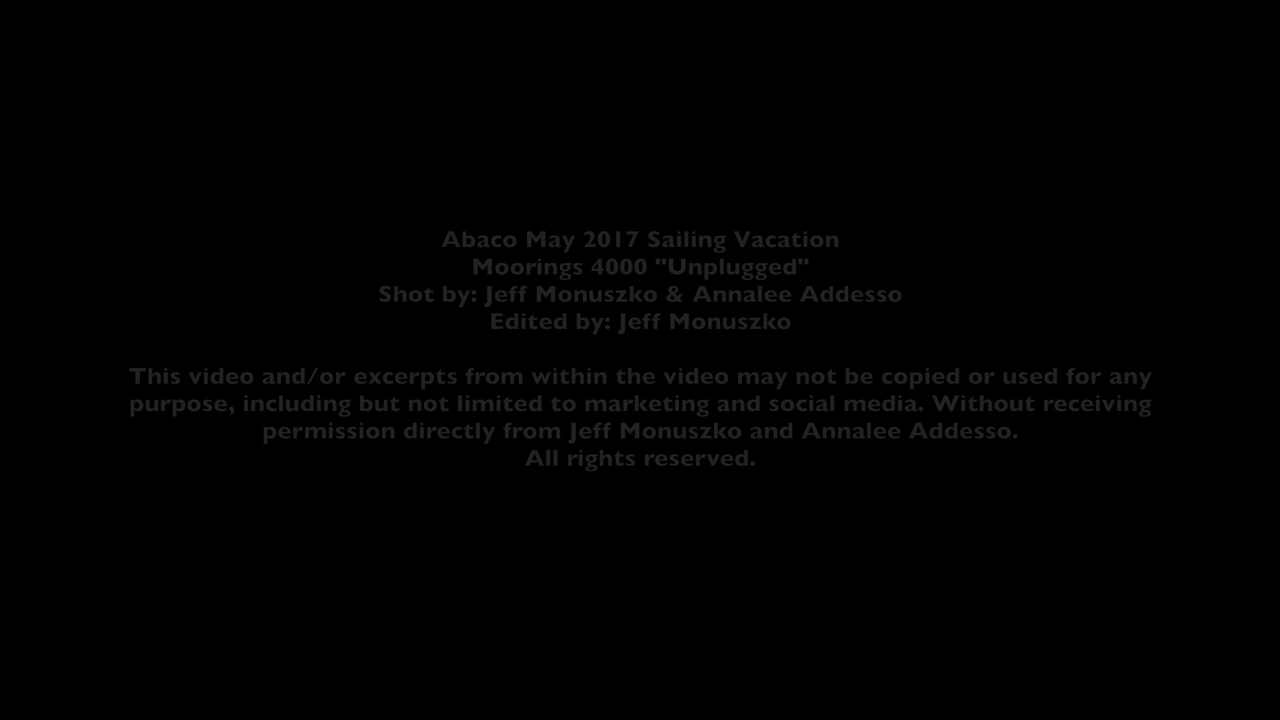 Abaco May 2017 Sailing Vacation
Moorings 4000 "Unplugged"
Shot by: Jeff Monuszko & Annalee Addesso
Edited by: Jeff Monuszko
This video and/or excerpts from within the video may not be copied or used for any
purpose, including but not limited to marketing and social media. Without receiving
permission directly from Jeff Monuszko and Annalee Addesso.
All rights reserved.